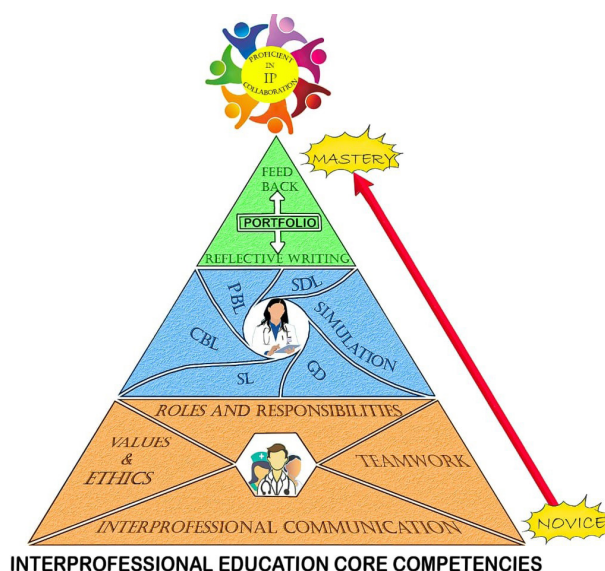 PROFICIENT
IN
IP
COLLABORATION
MASTERY
FEED
BACK
PORTFOLIO
REFLECTIVE WRITING
PBL
SDL
SIMULATION
CBL
SL
GD
ROLES AND RESPONSIBILITIES
VALUES
&
ETHICS
TEAMWORK
INTERPROFESSIONAL COMMUNICATION
NOVICE
INTERPROFESSIONAL EDUCATION CORE COMPETENCIES